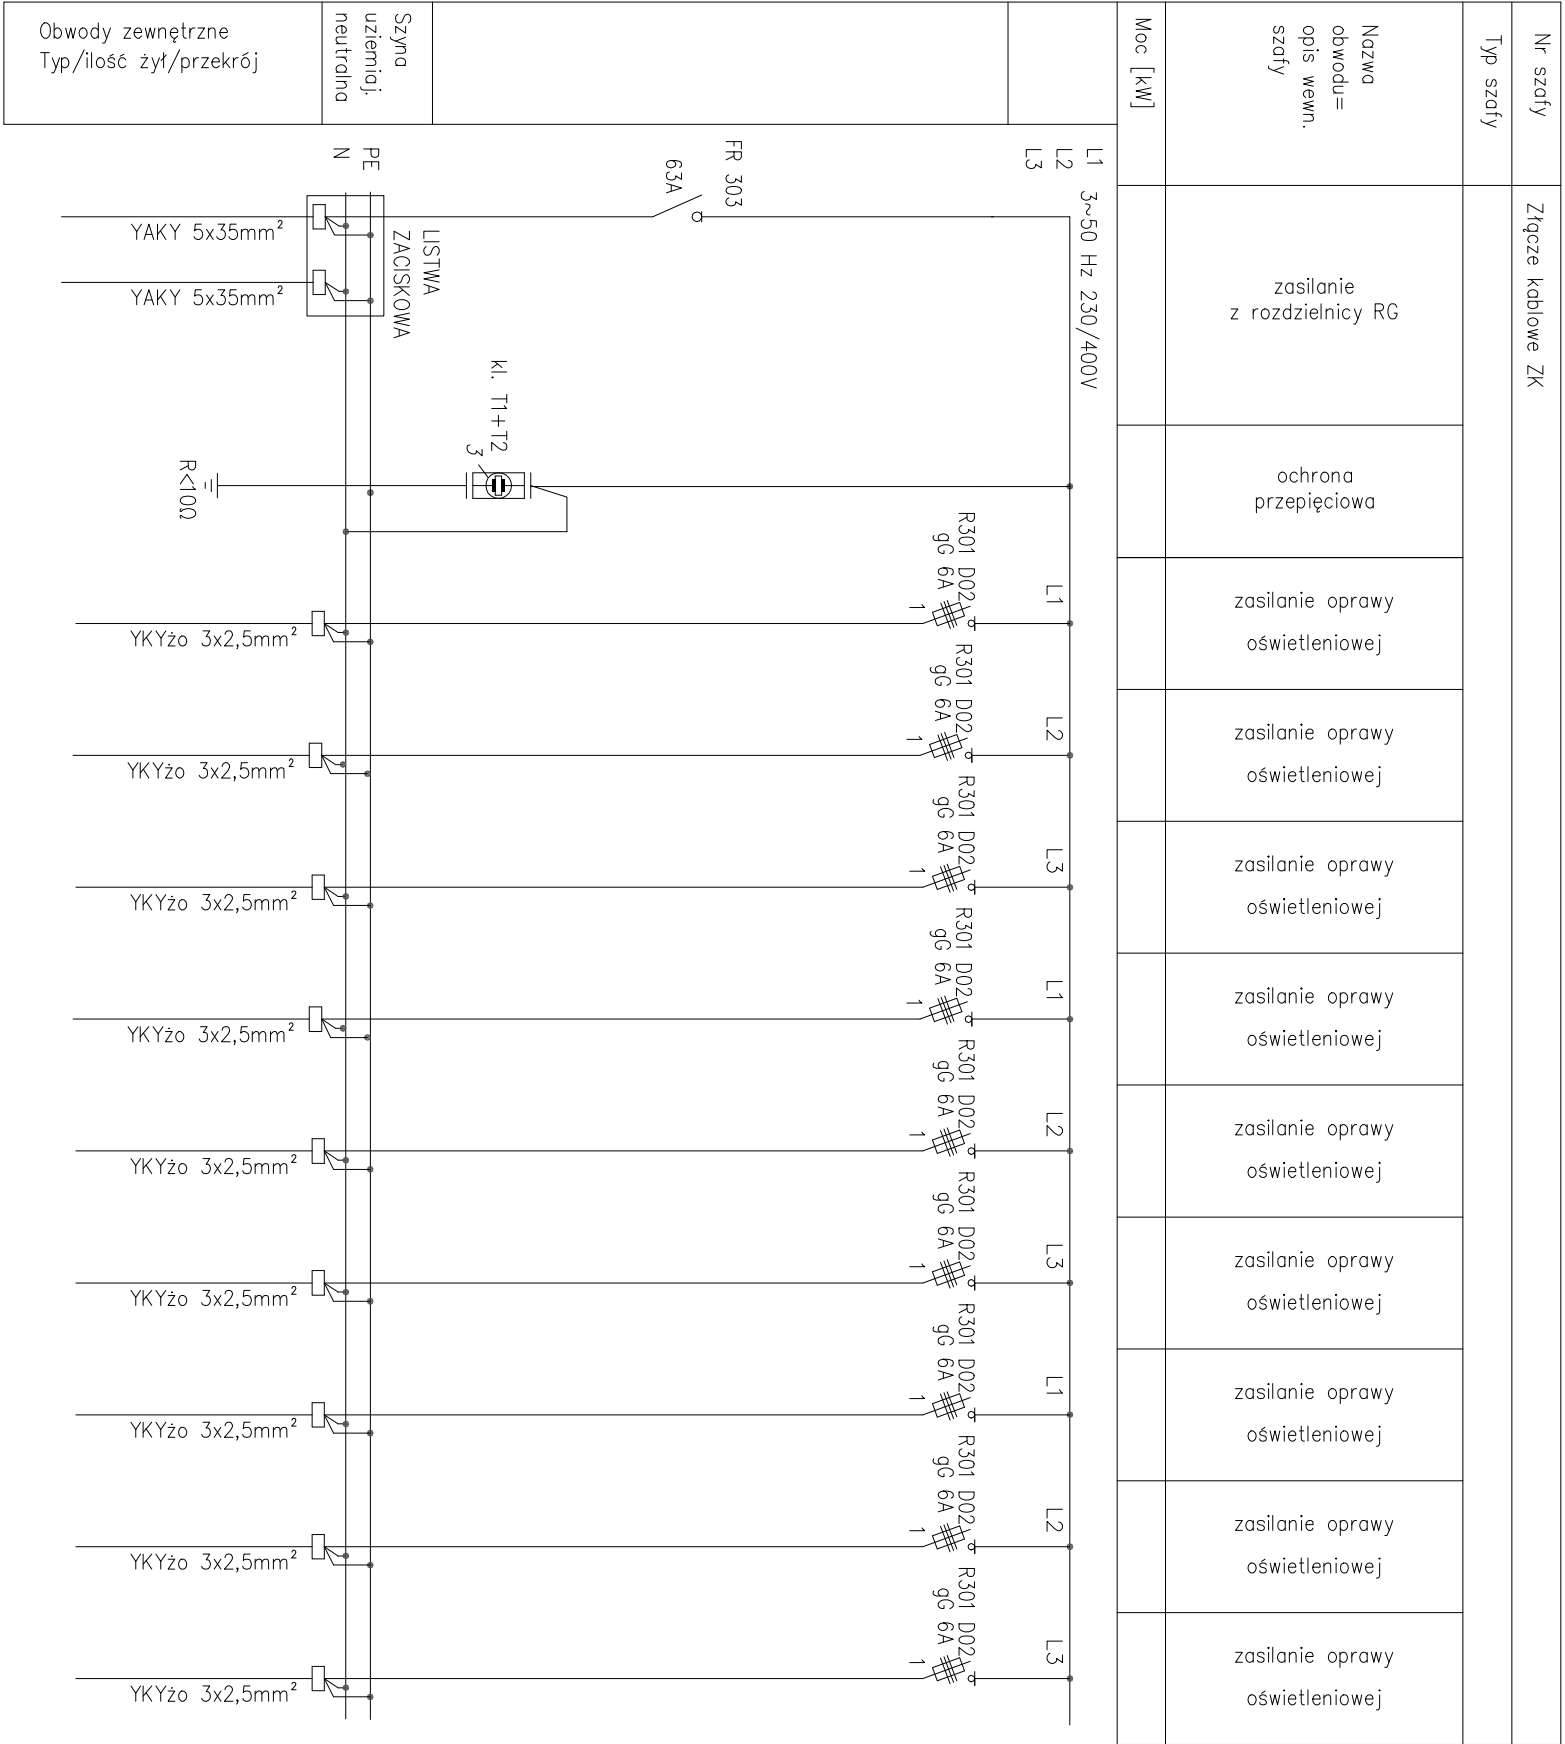 Nr szafy
Złącze kablowe ZK
Typ szafy
Nazwa
obwodu=
opis wewn.
szafy
zasilanie
z rozdzielnicy RG
ochrona
przepięciowa
zasilanie oprawy
oświetleniowej
zasilanie oprawy
oświetleniowej
zasilanie oprawy
oświetleniowej
zasilanie oprawy
oświetleniowej
zasilanie oprawy
oświetleniowej
zasilanie oprawy
oświetleniowej
zasilanie oprawy
oświetleniowej
zasilanie oprawy
oświetleniowej
zasilanie oprawy
oświetleniowej
Moc [kW]
L1 3~50 Hz 230/400V
L2
L3
L1
L2
L3
L1
L2
L3
L1
L2
L3
R301 D02
gG 6A
1
R301 D02
gG 6A
1
R301 D02
gG 6A
1
R301 D02
gG 6A
1
R301 D02
gG 6A
1
R301 D02
gG 6A
1
R301 D02
gG 6A
1
R301 D02
gG 6A
1
R301 D02
gG 6A
1
FR 303
63A
kl. T1+T2
3
LISTWA
ZACISKOWA
Szyna
uziemiaj.
neutralna
PE
N
Obwody zewnętrzne
Typ/ilość żył/przekrój
YAKY 5x35mm²
YAKY 5x35mm²
R<10Ω
YKYżo 3x2,5mm²
YKYżo 3x2,5mm²
YKYżo 3x2,5mm²
YKYżo 3x2,5mm²
YKYżo 3x2,5mm²
YKYżo 3x2,5mm²
YKYżo 3x2,5mm²
YKYżo 3x2,5mm²
YKYżo 3x2,5mm²